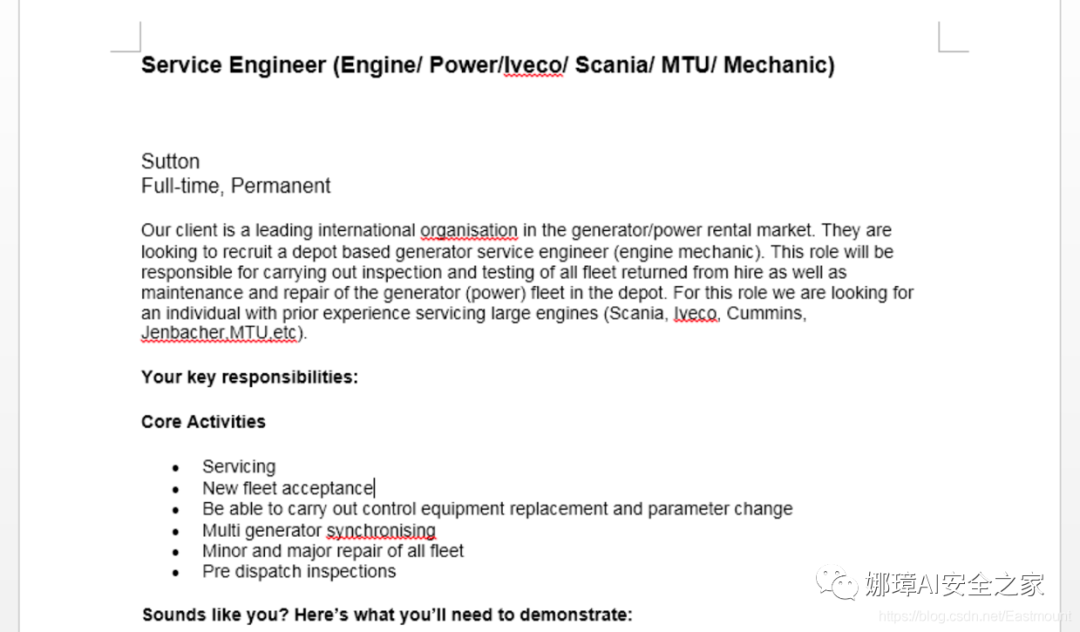 Service Engineer (Engine/ Power/Iveco/ Scania/ MTU/ Mechanic)
Sutton
Full-time, Permanent
Our client is a leading international organisation in the generator/power rental market. They are
looking to recruit a depot based generator service engineer (engine mechanic). This role will be
responsible for carrying out inspection and testing of all fleet returned from hire as well as
maintenance and repair of the generator (power) fleet in the depot. For this role we are looking for
an individual with prior experience servicing large engines (Scania, Iveco, Cummins,
Jenbacher,MTU,etc).
Your key responsibilities:
Core Activities
• Servicing
• New fleet acceptance
• Be able to carry out control equipment replacement and parameter change
• Multi generator synchronising
• Minor and major repair of all fleet
• Pre dispatch inspections
娜璋AI安全之家
Sounds like you? Here's what you'll need to demonstrate:
https://blog.csdn.net/Eastmount